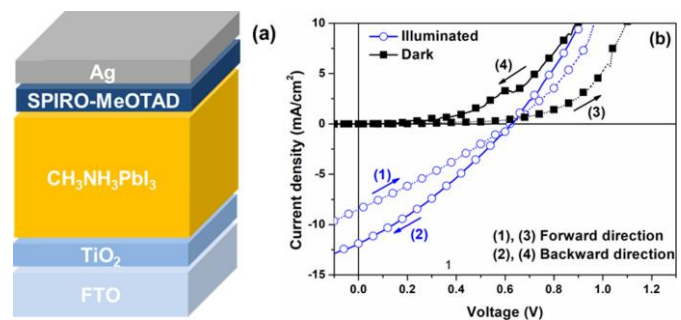 (a)
Ag
SPIRO-MeOTAD
CH₃NH₃PbI₃
TiO₂
FTO
Current density (mA/cm²)
10
5
0
-5
-10
-15
Illuminated
Dark
(b)
(4)
(3)
(1)
(2)
(1), (3) Forward direction
(2), (4) Backward direction
1
0.0 0.2 0.4 0.6 0.8 1.0 1.2
Voltage (V)